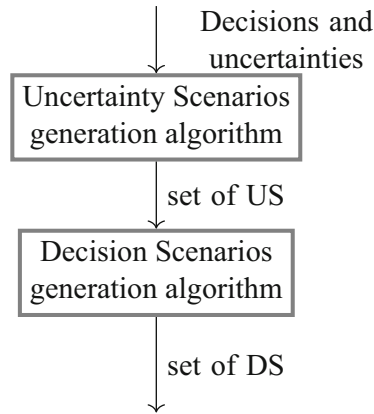 Decisions and
uncertainties
Uncertainty Scenarios
generation algorithm
set of US
Decision Scenarios
generation algorithm
set of DS